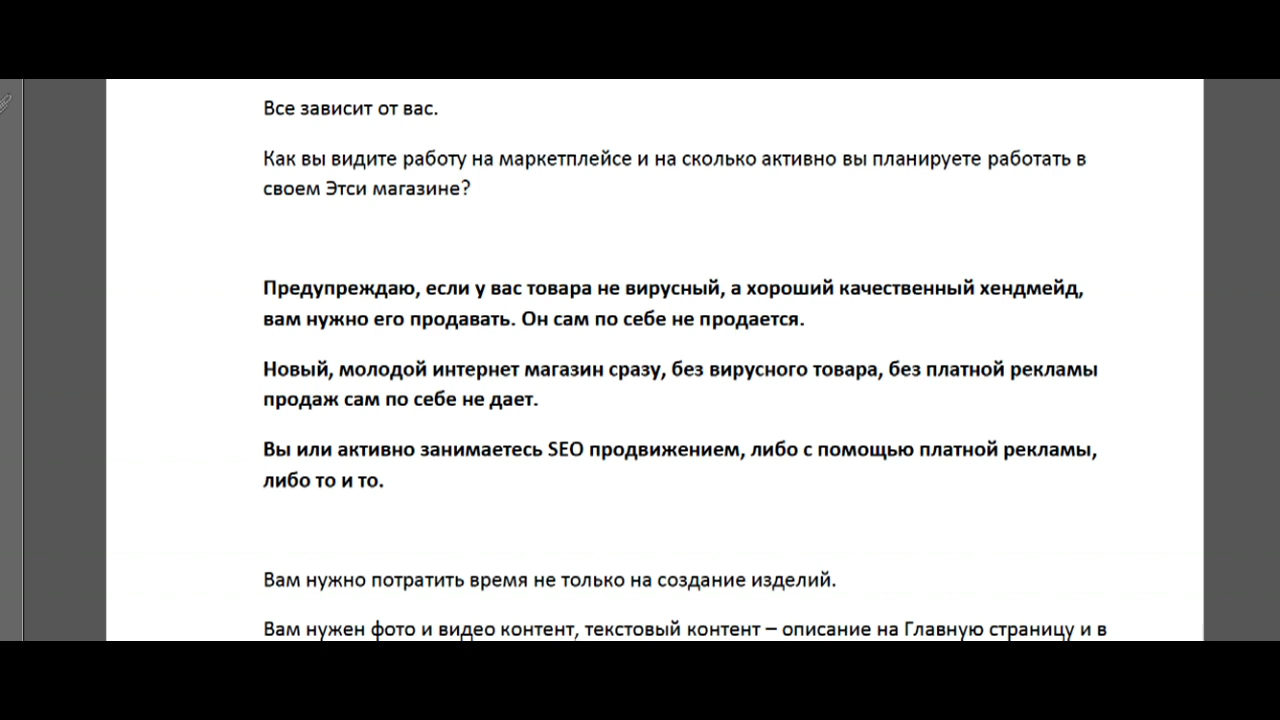 Все зависит от вас.
Как вы видите работу на маркетплейсе и на сколько активно вы планируете работать в
своем Этси магазине?
Предупреждаю, если у вас товара не вирусный, а хороший качественный хендмейд,
вам нужно его продавать. Он сам по себе не продается.
Новый, молодой интернет магазин сразу, без вирусного товара, без платной рекламы
продаж сам по себе не дает.
Вы или активно занимаетесь SEO продвижением, либо с помощью платной рекламы,
либо то и то.
Вам нужно потратить время не только на создание изделий.
Вам нужен фото и видео контент, текстовый контент – описание на Главную страницу и в